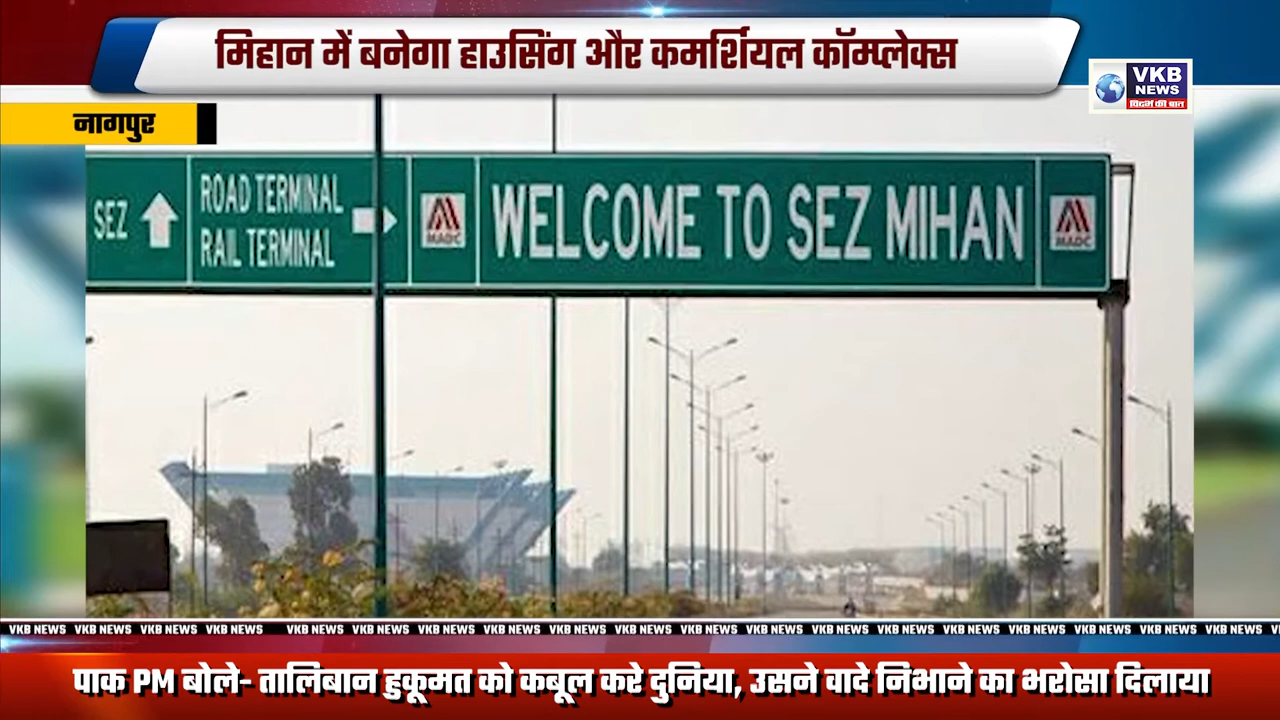 मिहान में बनेगा हाउसिंग और कमर्शियल कॉम्प्लेक्स
VKB
NEWS
विदर्भ की बात
नागपुर
SEZ
ROAD TERMINAL
RAIL TERMINAL
MADC
WELCOME TO SEZ MIHAN
MADC
VKB NEWS VKB NEWS VKB NEWS VKB NEWS VKB NEWS VKB NEWS VKB NEWS VKB NEWS VKB NEWS VKB NEWS VKB NEWS VKB NEWS VKB NEWS VKB NEWS VKB NEWS VKB NEWS VKB NEWS VKB NEWS VKB NEWS
पाक PM बोले- तालिबान हुकूमत को कबूल करे दुनिया, उसने वादे निभाने का भरोसा दिलाया